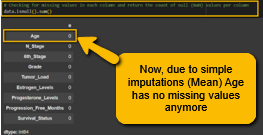 # Checking for missing values in each column and return the count of null (NaN) values per column
data.isnull().sum()
0
Age 0
N_Stage 0
6th_Stage 0
Grade 0
Tumor_Load 0
Estrogen_Levels 0
Progesterone_Levels 0
Progression_Free_Months 0
Survival_Status 0
dtype: int64
Now, due to simple
imputations (Mean) Age
has no missing values
anymore